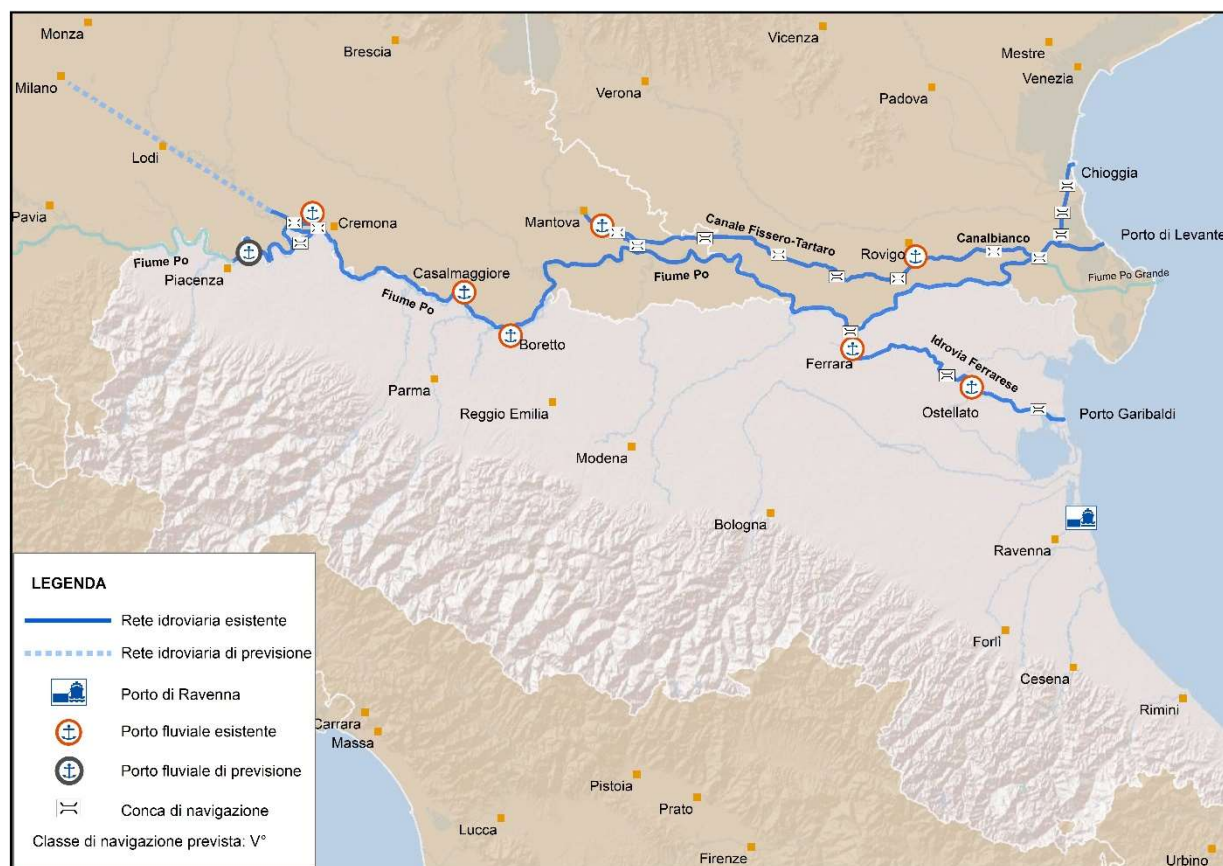 Monza
Brescia
Vicenza
Mestre
Milano
Verona
Padova
Venezia
Lodi
Chioggia
Pavia
Cremona
Mantova
Canale Fissero-Tartaro
Canalbianco
Rovigo
Porto di Levante
Fiume Po
Piacenza
Casalmaggiore
Fiume Po
Fiume Po Grande
Fiume Po
Boretto
Ferrara
Idrovia Ferrarese
Parma
Reggio Emilia
Ostellato
Porto Garibaldi
Modena
Bologna
Ravenna
LEGENDA
Rete idroviaria esistente
Rete idroviaria di previsione
Porto di Ravenna
Porto fluviale esistente
Porto fluviale di previsione
Conca di navigazione
Classe di navigazione prevista: V°
Forlì
Cesena
Rimini
Carrara
Massa
Pistoia
Prato
Lucca
Firenze
Urbino